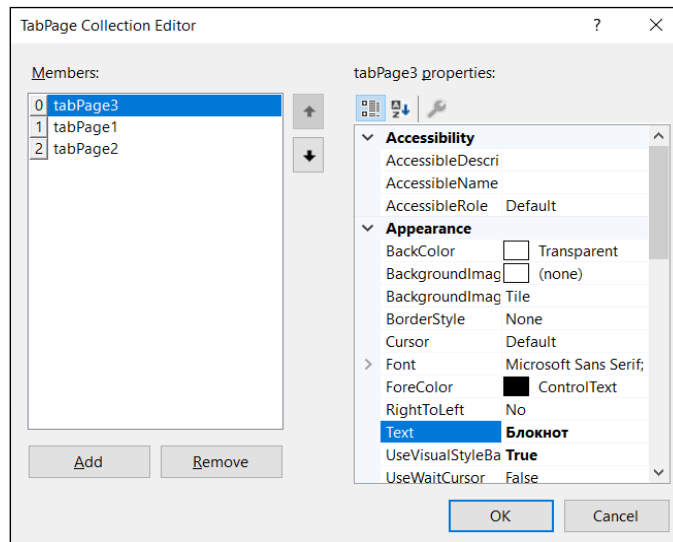 TabPage Collection Editor
?
Members:
0 tabPage3
1 tabPage1
2 tabPage2
Add Remove
tabPage3 properties:
Accessibility
AccessibleDescri
AccessibleName
AccessibleRole Default
Appearance
BackColor Transparent
BackgroundImag (none)
BackgroundImag Tile
BorderStyle None
Cursor Default
Font Microsoft Sans Serif;
ForeColor ControlText
RightToLeft No
Text Блокнот
UseVisualStyleBa True
UseWaitCursor False
OK Cancel